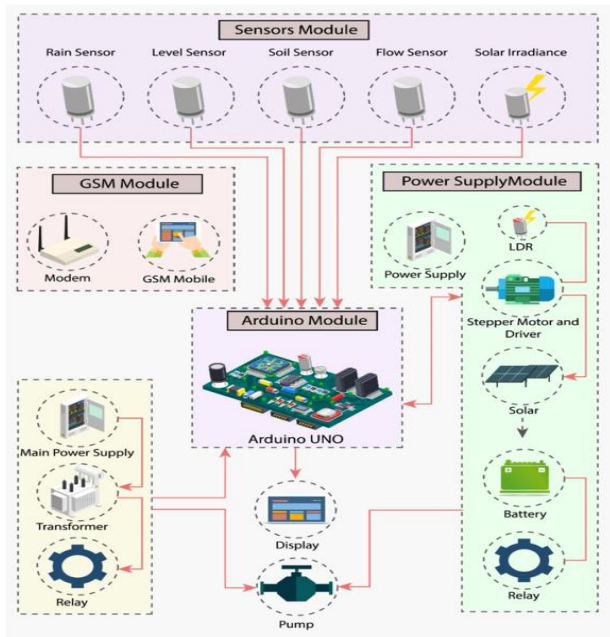 Sensors Module
Rain Sensor
Level Sensor
Soil Sensor
Flow Sensor
Solar Irradiance
GSM Module
Modem
GSM Mobile
Power SupplyModule
Power Supply
LDR
Stepper Motor and
Driver
Solar
Battery
Relay
Arduino Module
Arduino UNO
Main Power Supply
Transformer
Relay
Display
Pump